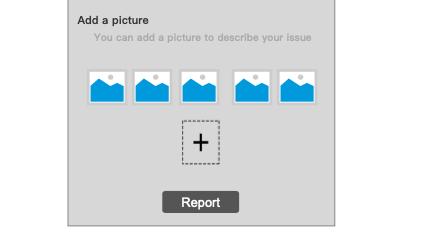 Add a picture
You can add a picture to describe your issue
+
Report